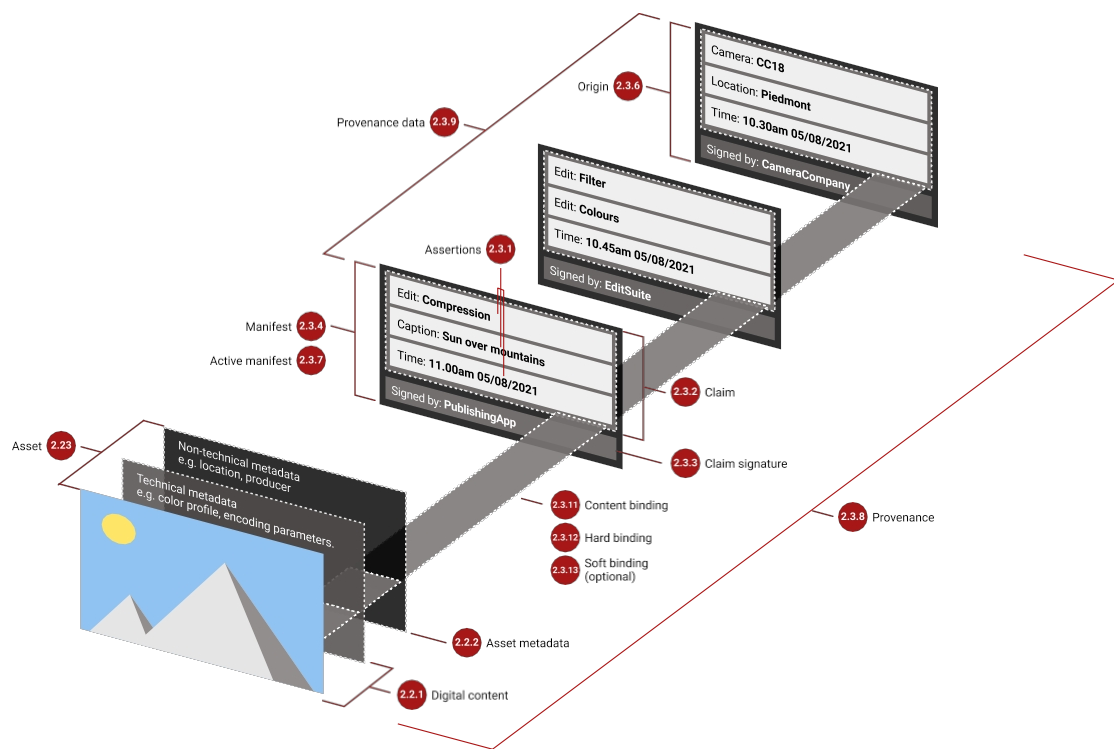 Camera: CC18
Location: Piedmont
Time: 10.30am 05/08/2021
Signed by: CameraCompany
Origin 2.3.6
Provenance data 2.3.9
Edit: Filter
Edit: Colours
Time: 10.45am 05/08/2021
Signed by: EditSuite
Assertions 2.3.1
Edit: Compression
Caption: Sun over mountains
Time: 11.00am 05/08/2021
Signed by: PublishingApp
Manifest 2.3.4
Active manifest 2.3.7
2.3.2 Claim
2.3.3 Claim signature
Asset 2.23
Non-technical metadata
e.g. location, producer
Technical metadata
e.g. color profile, encoding parameters.
2.3.11 Content binding
2.3.12 Hard binding
2.3.13 Soft binding
(optional)
2.3.8 Provenance
2.2.2 Asset metadata
2.2.1 Digital content